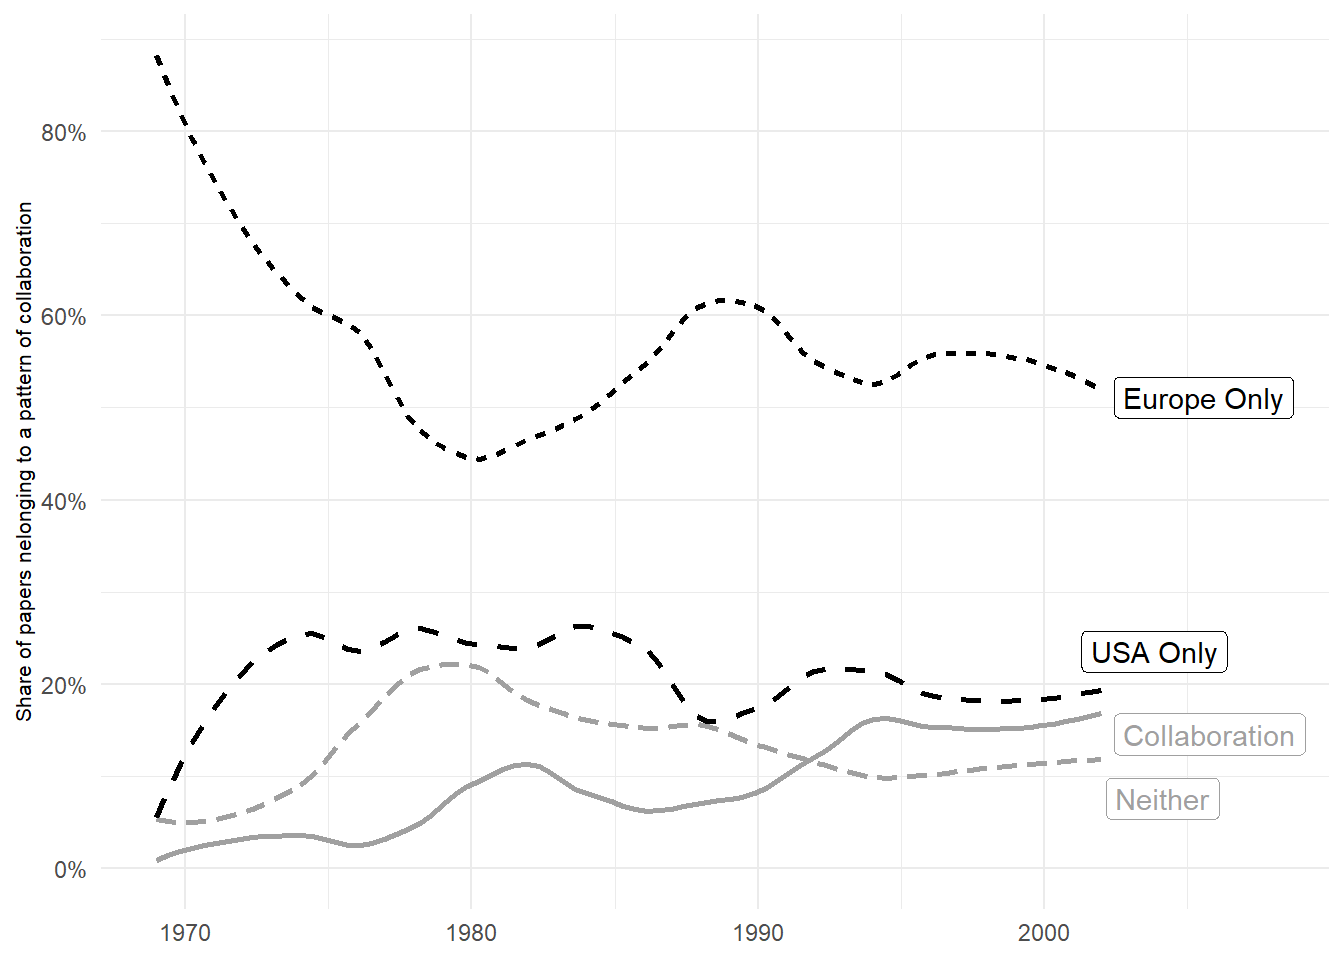 Share of papers nelonging to a pattern of collaboration
80%
60%
40%
20%
0%
1970
1980
1990
2000
Europe Only
USA Only
Collaboration
Neither